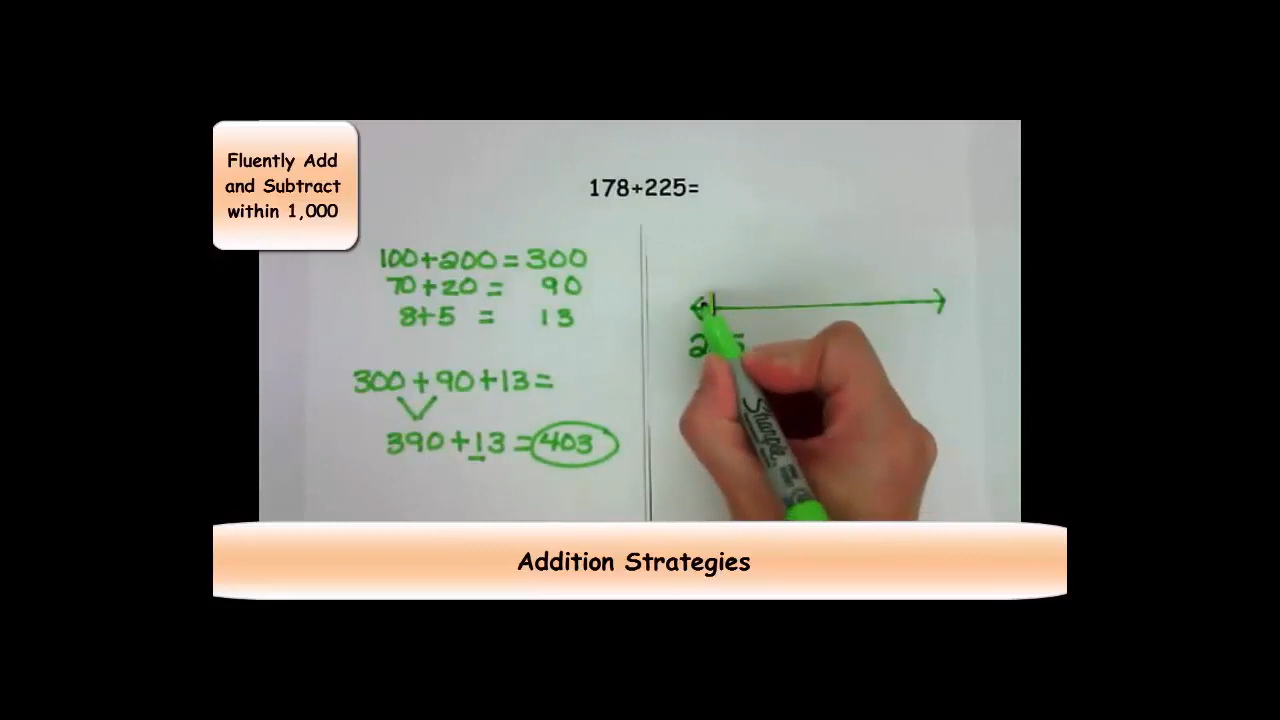 Fluently Add
and Subtract
within 1,000
178+225=
100+200=300
70+20= 90
8+5 = 13
300+90+13=
390+13=403
Sharpie
Addition Strategies